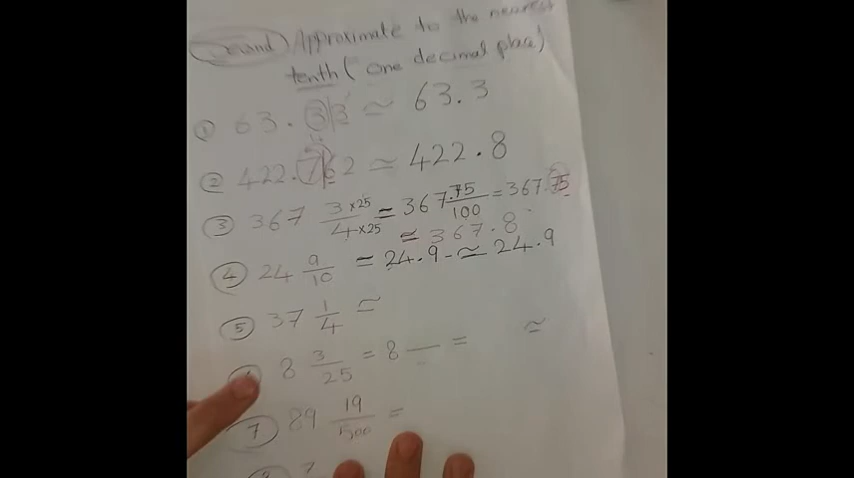 Second) Approximate to the nearest
tenth ( one decimal place)
① 63.33 ≃ 63.3
② 422.762 ≃ 422.8
③ 367 3×25/4×25 = 367 75/100 = 367.75
≃ 367.8
④ 24 9/10 = 24.9 ≃ 24.9
⑤ 37 1/4 ≃
8 3/25 = 8 — = ≃
7 89 19/500 =